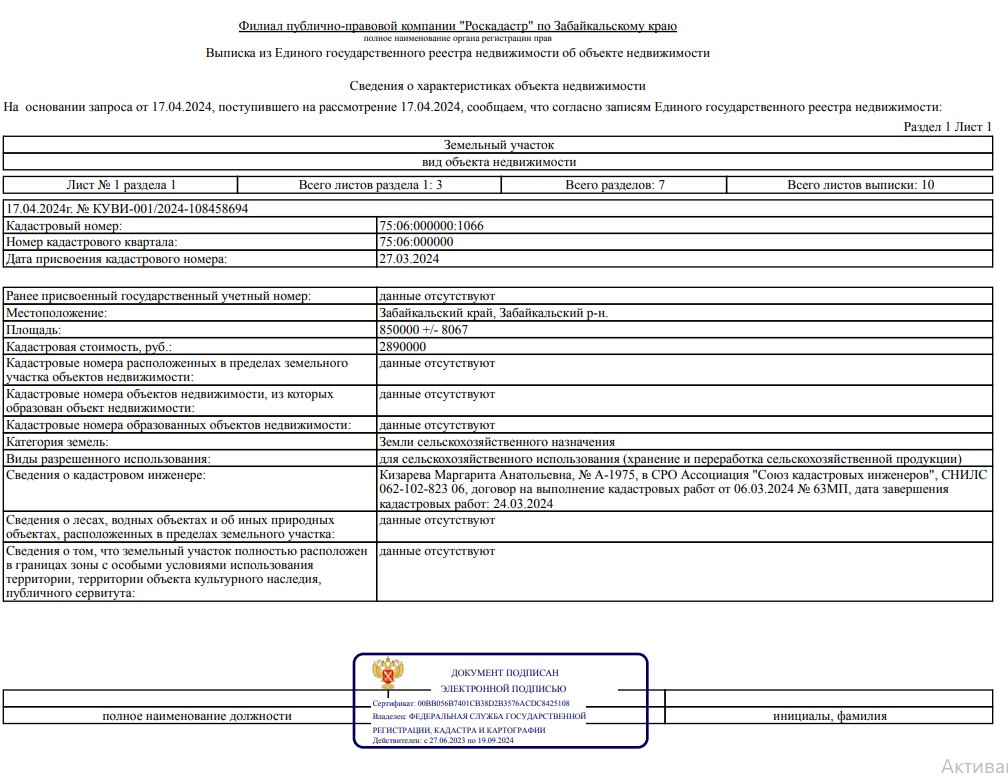 Филиал публично-правовой компании "Роскадастр" по Забайкальскому краю
полное наименование органа регистрации прав
Выписка из Единого государственного реестра недвижимости об объекте недвижимости
Сведения о характеристиках объекта недвижимости
На основании запроса от 17.04.2024, поступившего на рассмотрение 17.04.2024, сообщаем, что согласно записям Единого государственного реестра недвижимости:
Раздел 1 Лист 1
Земельный участок
вид объекта недвижимости
Лист № 1 раздела 1 Всего листов раздела 1: 3 Всего разделов: 7 Всего листов выписки: 10
17.04.2024г. № КУВИ-001/2024-108458694
Кадастровый номер: 75:06:000000:1066
Номер кадастрового квартала: 75:06:000000
Дата присвоения кадастрового номера: 27.03.2024
Ранее присвоенный государственный учетный номер: данные отсутствуют
Местоположение: Забайкальский край, Забайкальский р-н.
Площадь: 850000 +/- 8067
Кадастровая стоимость, руб.: 2890000
Кадастровые номера расположенных в пределах земельного данные отсутствуют
участка объектов недвижимости:
Кадастровые номера объектов недвижимости, из которых данные отсутствуют
образован объект недвижимости:
Кадастровые номера образованных объектов недвижимости: данные отсутствуют
Категория земель: Земли сельскохозяйственного назначения
Виды разрешенного использования: для сельскохозяйственного использования (хранение и переработка сельскохозяйственной продукции)
Сведения о кадастровом инженере: Кизарева Маргарита Анатольевна, № А-1975, в СРО Ассоциация "Союз кадастровых инженеров", СНИЛС
062-102-823 06, договор на выполнение кадастровых работ от 06.03.2024 № 63МП, дата завершения
кадастровых работ: 24.03.2024
Сведения о лесах, водных объектах и об иных природных данные отсутствуют
объектах, расположенных в пределах земельного участка:
Сведения о том, что земельный участок полностью расположен данные отсутствуют
в границах зоны с особыми условиями использования
территории, территории объекта культурного наследия,
публичного сервитута:
ДОКУМЕНТ ПОДПИСАН
ЭЛЕКТРОННОЙ ПОДПИСЬЮ
Сертификат: 00BB056B7401CB38D2B3576ACDC8425108
Владелец: ФЕДЕРАЛЬНАЯ СЛУЖБА ГОСУДАРСТВЕННОЙ
РЕГИСТРАЦИИ, КАДАСТРА И КАРТОГРАФИИ
Действителен: с 27.06.2023 по 19.09.2024
полное наименование должности инициалы, фамилия
Актива